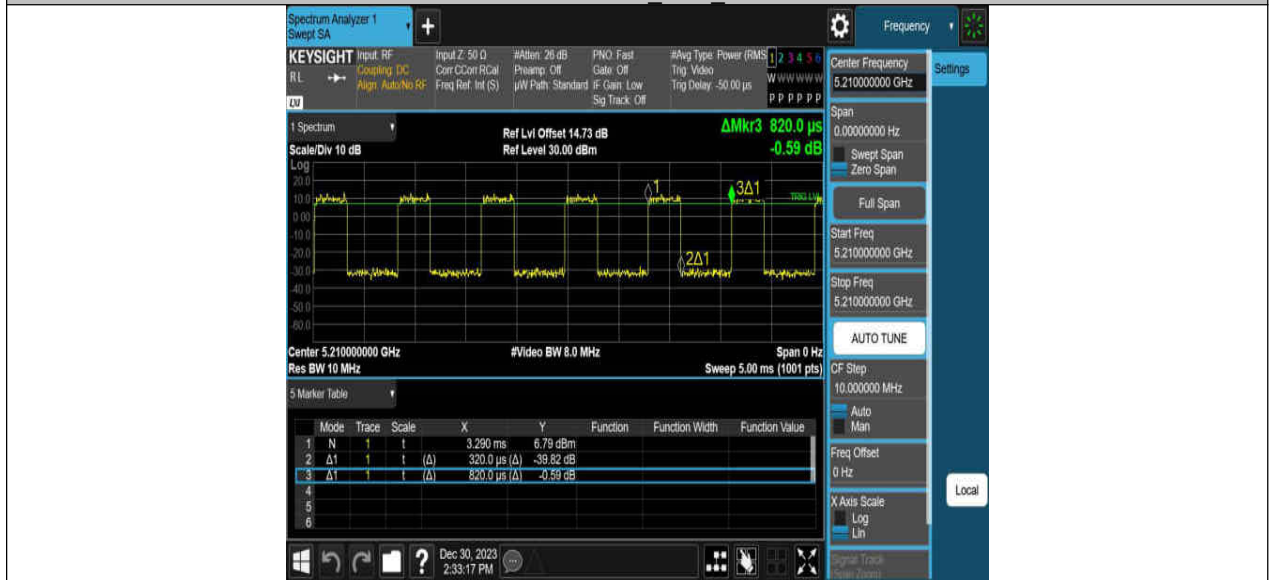 Spectrum Analyzer 1
Swept SA
+
Frequency
KEYSIGHT
RL
LXI
Input: RF
Coupling: DC
Align: Auto/No RF
Input Z: 50 Ω
Corr CCorr RCal
Freq Ref: Int (S)
#Atten: 26 dB
Preamp: Off
µW Path: Standard
PNO: Fast
Gate: Off
IF Gain: Low
Sig Track: Off
#Avg Type: Power (RMS
Trig: Video
Trig Delay: -50.00 µs
1 2 3 4 5 6
W W W W W W
P P P P P P
1 Spectrum
Scale/Div 10 dB
Ref Lvl Offset 14.73 dB
Ref Level 30.00 dBm
ΔMkr3 820.0 µs
-0.59 dB
Log
20.0
10.0
0.00
-10.0
-20.0
-30.0
-40.0
-50.0
-60.0
1
3Δ1
2Δ1
TRIG LVL
Center 5.210000000 GHz
#Video BW 8.0 MHz
Span 0 Hz
Res BW 10 MHz
Sweep 5.00 ms (1001 pts)
5 Marker Table
Mode Trace Scale X Y Function Function Width Function Value
1 N 1 t 3.290 ms 6.79 dBm
2 Δ1 1 t (Δ) 320.0 µs (Δ) -39.82 dB
3 Δ1 1 t (Δ) 820.0 µs (Δ) -0.59 dB
4
5
6
Dec 30, 2023
2:33:17 PM
Center Frequency
5.210000000 GHz
Span
0.00000000 Hz
Swept Span
Zero Span
Full Span
Start Freq
5.210000000 GHz
Stop Freq
5.210000000 GHz
AUTO TUNE
CF Step
10.000000 MHz
Auto
Man
Freq Offset
0 Hz
X Axis Scale
Log
Lin
Signal Track
(Span Zoom)
Settings
Local